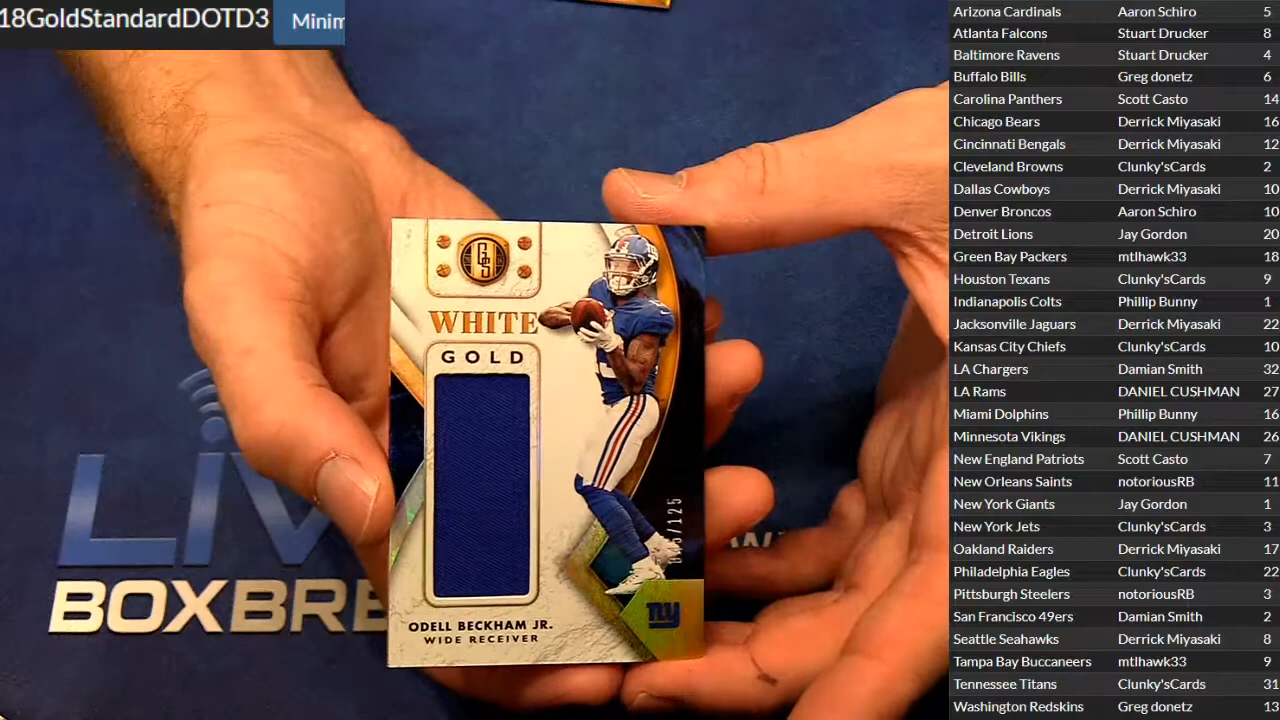 18GoldStandardDOTD3
Minim
GS
WHITE
GOLD
/125
ODELL BECKHAM JR.
WIDE RECEIVER
ny
LIV
BOXBRE
Arizona Cardinals Aaron Schiro 5
Atlanta Falcons Stuart Drucker 8
Baltimore Ravens Stuart Drucker 4
Buffalo Bills Greg donetz 6
Carolina Panthers Scott Casto 14
Chicago Bears Derrick Miyasaki 16
Cincinnati Bengals Derrick Miyasaki 12
Cleveland Browns Clunky'sCards 2
Dallas Cowboys Derrick Miyasaki 10
Denver Broncos Aaron Schiro 10
Detroit Lions Jay Gordon 20
Green Bay Packers mtlhawk33 18
Houston Texans Clunky'sCards 9
Indianapolis Colts Phillip Bunny 1
Jacksonville Jaguars Derrick Miyasaki 22
Kansas City Chiefs Clunky'sCards 10
LA Chargers Damian Smith 32
LA Rams DANIEL CUSHMAN 27
Miami Dolphins Phillip Bunny 16
Minnesota Vikings DANIEL CUSHMAN 26
New England Patriots Scott Casto 7
New Orleans Saints notoriousRB 11
New York Giants Jay Gordon 1
New York Jets Clunky'sCards 3
Oakland Raiders Derrick Miyasaki 17
Philadelphia Eagles Clunky'sCards 22
Pittsburgh Steelers notoriousRB 3
San Francisco 49ers Damian Smith 2
Seattle Seahawks Derrick Miyasaki 8
Tampa Bay Buccaneers mtlhawk33 9
Tennessee Titans Clunky'sCards 31
Washington Redskins Greg donetz 13